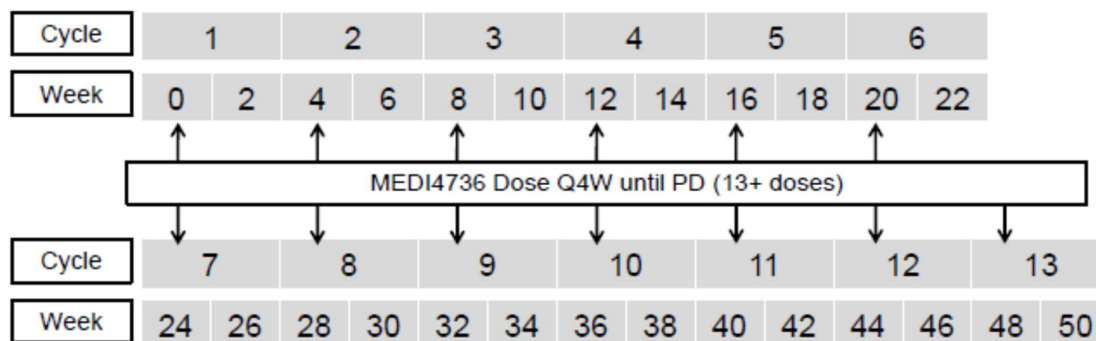 Cycle 1 2 3 4 5 6
Week 0 2 4 6 8 10 12 14 16 18 20 22
MEDI4736 Dose Q4W until PD (13+ doses)
Cycle 7 8 9 10 11 12 13
Week 24 26 28 30 32 34 36 38 40 42 44 46 48 50